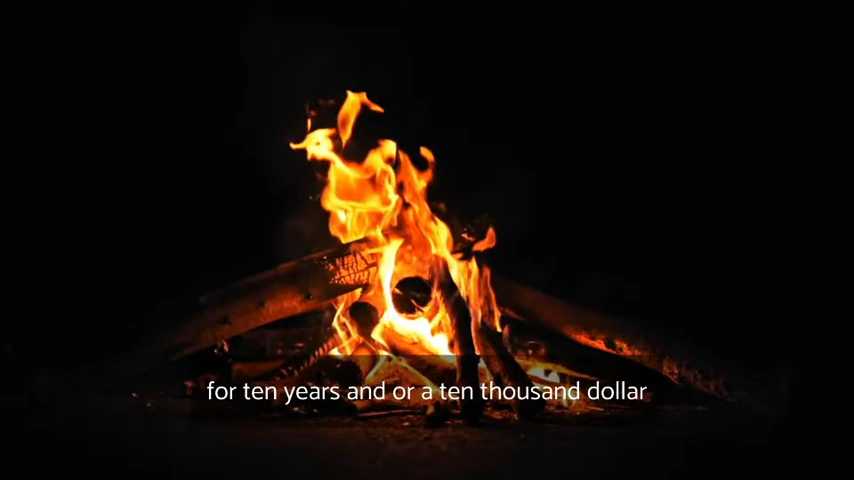 for ten years and or a ten thousand dollar